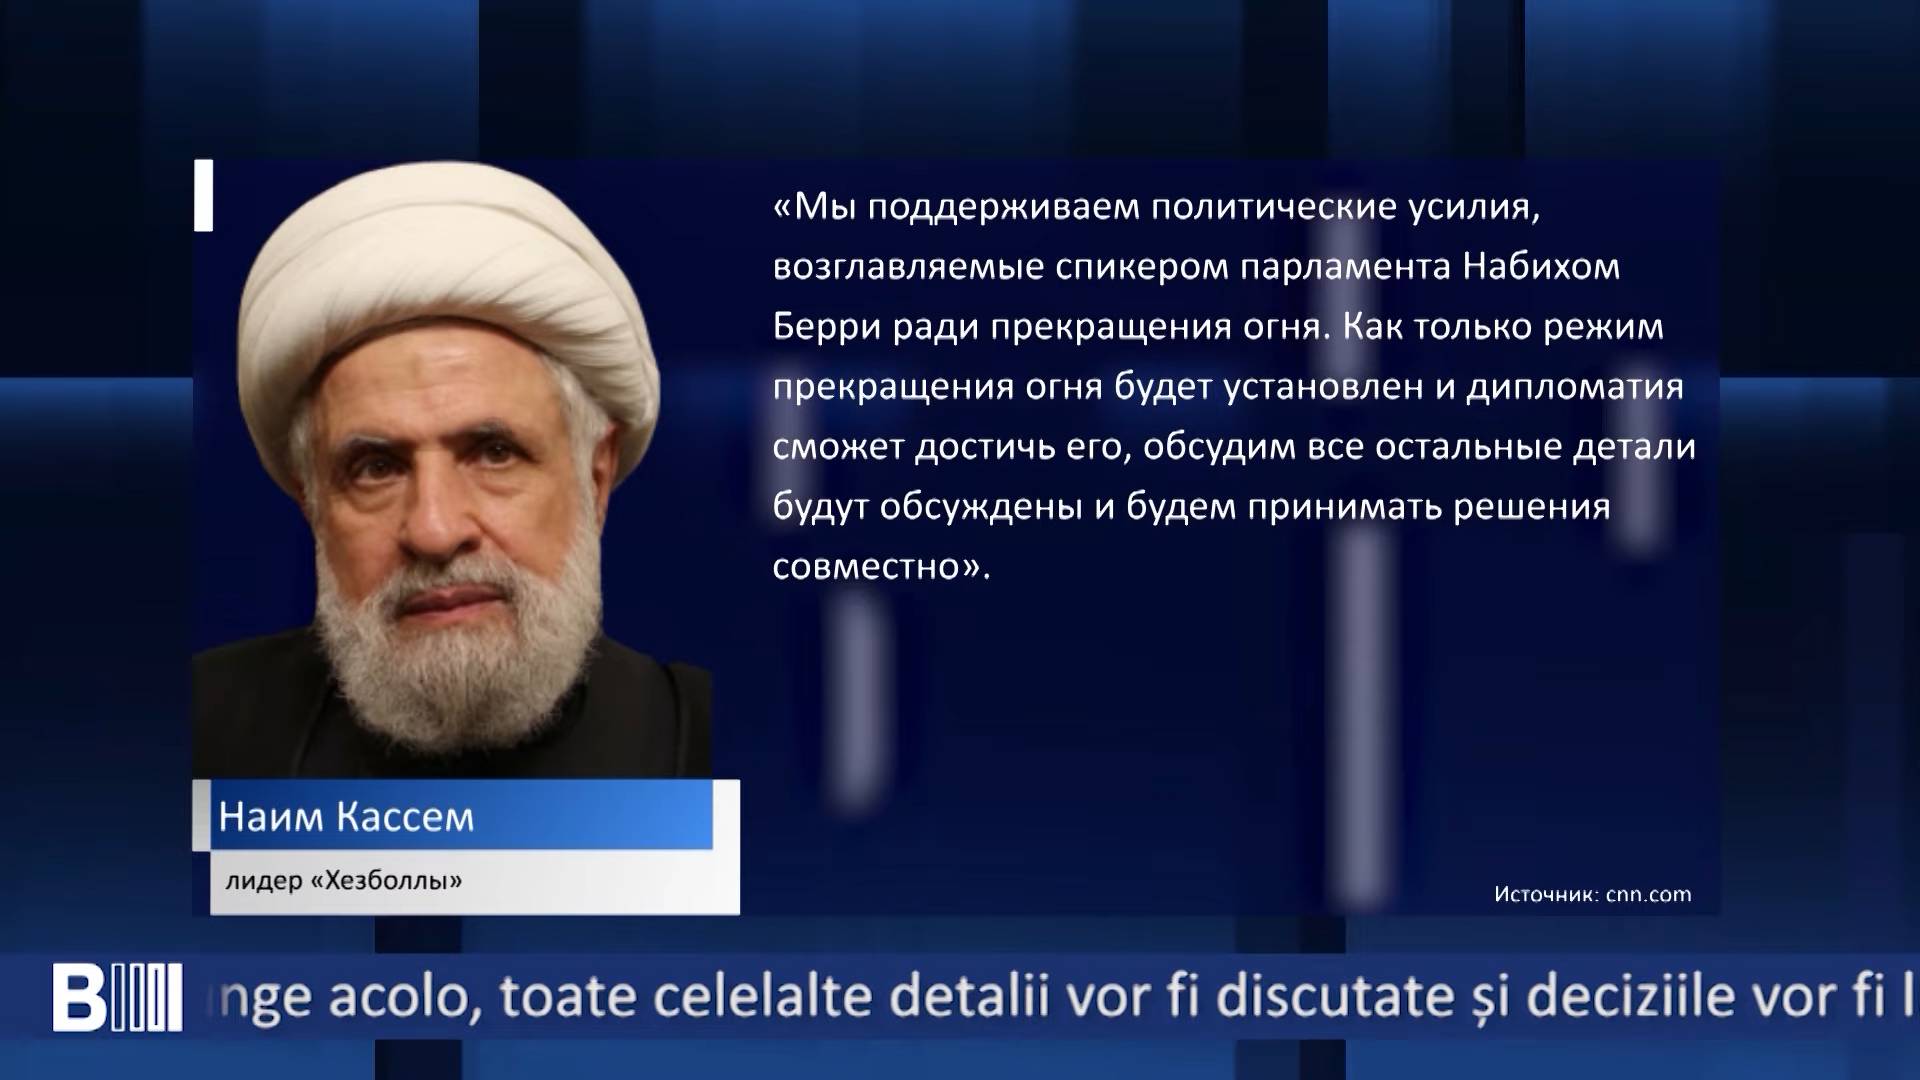 «Мы поддерживаем политические усилия,
возглавляемые спикером парламента Набихом
Берри ради прекращения огня. Как только режим
прекращения огня будет установлен и дипломатия
сможет достичь его, обсудим все остальные детали
будут обсуждены и будем принимать решения
совместно».
Наим Кассем
лидер «Хезболлы»
Источник: cnn.com
B
acolo, toate celelalte detalii vor fi discutate și deciziile vor fi